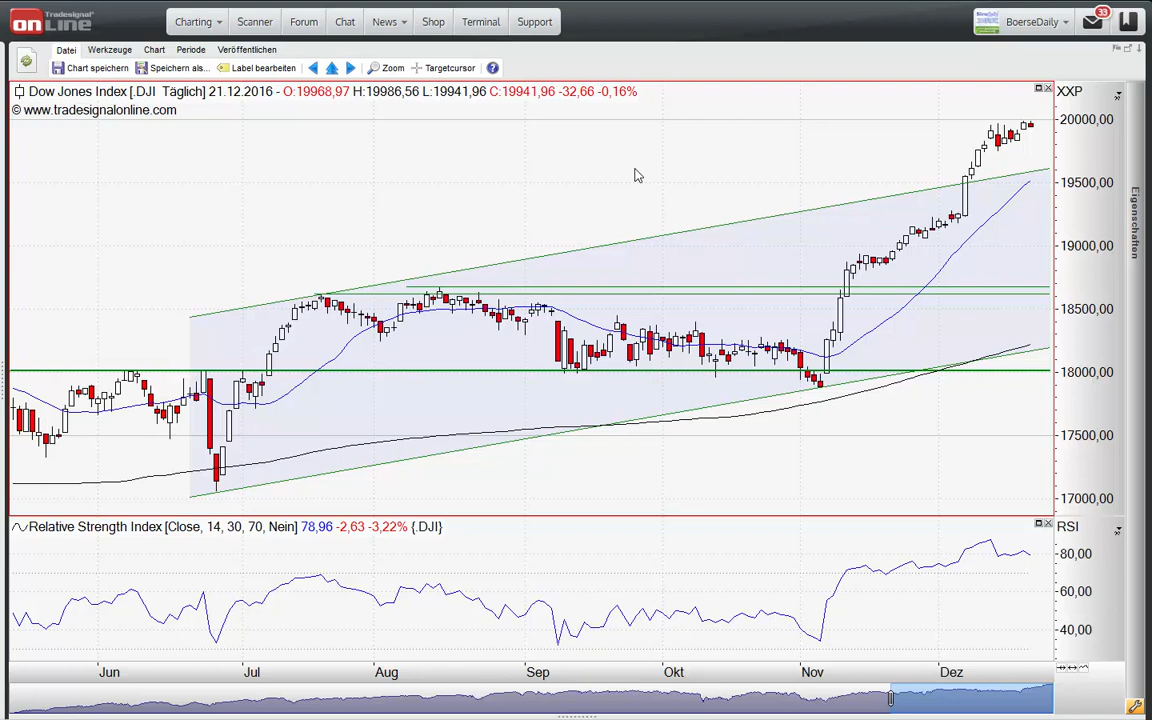 Tradesignal
on LINE
Charting Scanner Forum Chat News Shop Terminal Support
BoerseDaily 33
Datei Werkzeuge Chart Periode Veröffentlichen
Chart speichern Speichern als... Label bearbeiten Zoom Targetcursor ?
Dow Jones Index [.DJI Täglich] 21.12.2016 - O:19968,97 H:19986,56 L:19941,96 C:19941,96 -32,66 -0,16%
© www.tradesignalonline.com
XXP
20000,00
19500,00
19000,00
18500,00
18000,00
17500,00
17000,00
Eigenschaften
Relative Strength Index [Close, 14, 30, 70, Nein] 78,96 -2,63 -3,22% {.DJI}
RSI
80,00
60,00
40,00
Jun Jul Aug Sep Okt Nov Dez